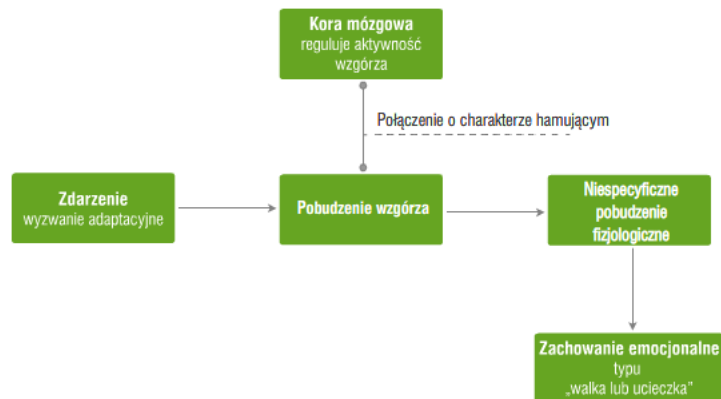 Kora mózgowa
reguluje aktywność
wzgórza
Połączenie o charakterze hamującym
Zdarzenie
wyzwanie adaptacyjne
Pobudzenie wzgórza
Niespecyficzne
pobudzenie
fizjologiczne
Zachowanie emocjonalne
typu
„walka lub ucieczka”